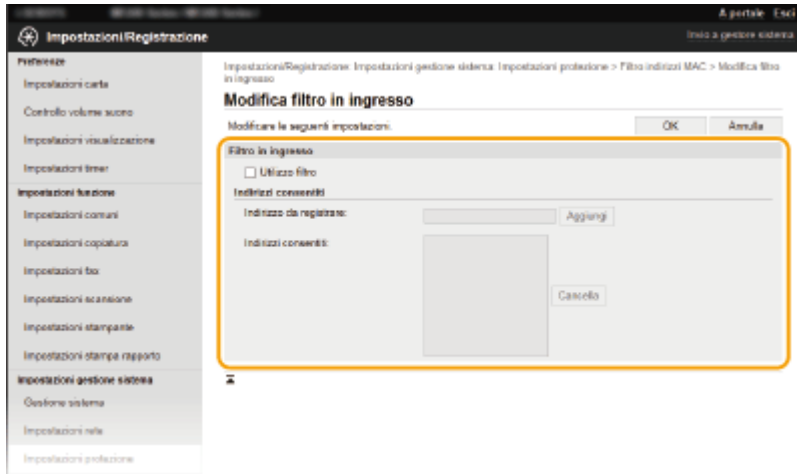 A portale Esci
Impostazioni/Registrazione
Invia a gestore sistema
Preferenze
Impostazioni carta
Controllo volume suono
Impostazioni visualizzazione
Impostazioni timer
Impostazioni funzione
Impostazioni comuni
Impostazioni copiatura
Impostazioni fax
Impostazioni scansione
Impostazioni stampante
Impostazioni stampa rapporto
Impostazioni gestione sistema
Gestione sistema
Impostazioni rete
Impostazioni protezione
Impostazioni/Registrazione: Impostazioni gestione sistema: Impostazioni protezione > Filtro indirizzi MAC > Modifica filtro
in ingresso
Modifica filtro in ingresso
Modificare le seguenti impostazioni.
OK
Annulla
Filtro in ingresso
Utilizzo filtro
Indirizzi consentiti
Indirizzo da registrare:
Aggiungi
Indirizzi consentiti:
Cancella